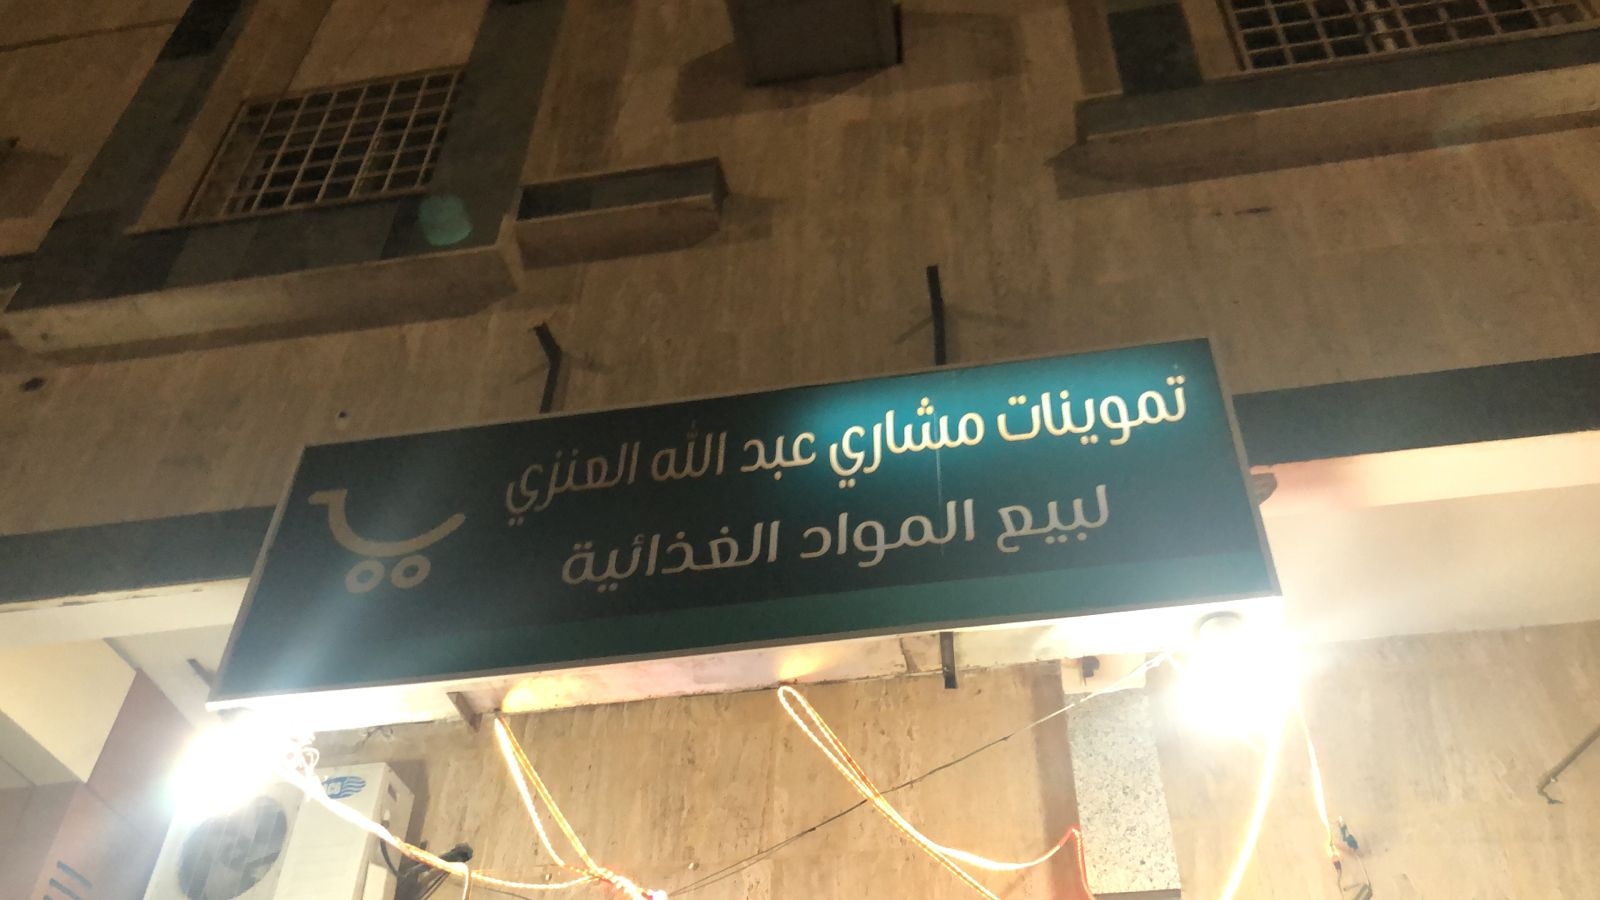 تموينات مشاري عبد الله العنزي
لبيع المواد الغذائية